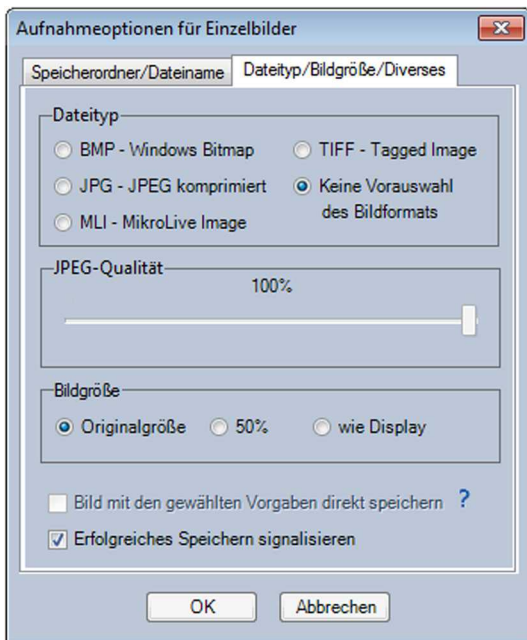 Aufnahmeoptionen für Einzelbilder
Speicherordner/Dateiname Dateityp/Bildgröße/Diverses
Dateityp
BMP - Windows Bitmap TIFF - Tagged Image
JPG - JPEG komprimiert Keine Vorauswahl
des Bildformats
MLI - MikroLive Image
JPEG-Qualität
100%
Bildgröße
Originalgröße 50% wie Display
Bild mit den gewählten Vorgaben direkt speichern ?
Erfolgreiches Speichern signalisieren
OK Abbrechen